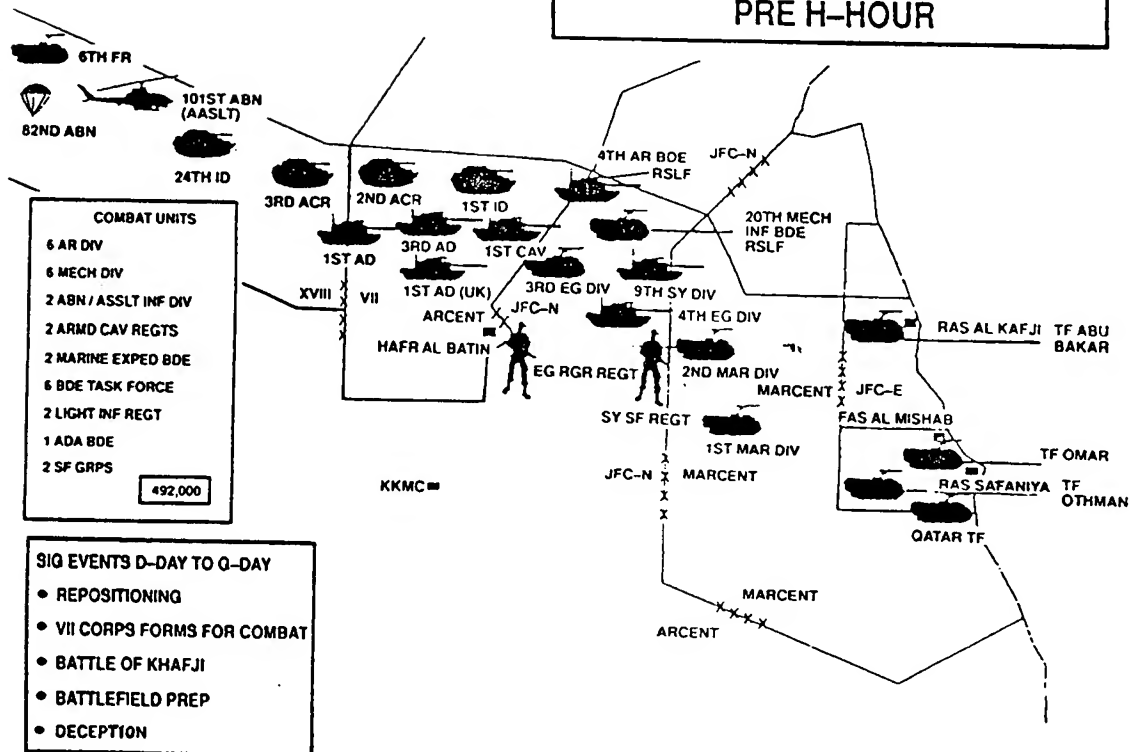 PRE H-HOUR
6TH FR
101ST ABN
(AASLT)
82ND ABN
24TH ID
3RD ACR
2ND ACR
1ST ID
4TH AR BDE
RSLF
JFC-N
20TH MECH
INF BDE
RSLF
1ST AD
3RD AD
1ST CAV
1ST AD (UK)
3RD EG DIV
9TH SY DIV
4TH EG DIV
XVIII
VII
ARCENT
JFC-N
HAFR AL BATIN
EG RGR REGT
2ND MAR DIV
SY SF REGT
1ST MAR DIV
MARCENT
JFC-E
RAS AL KAFJI
TF ABU
BAKAR
FAS AL MISHAB
TF OMAR
RAS SAFANIYA
TF
OTHMAN
QATAR TF
KKMC
JFC-N
MARCENT
MARCENT
ARCENT
COMBAT UNITS
6 AR DIV
6 MECH DIV
2 ABN / ASSLT INF DIV
2 ARMD CAV REGTS
2 MARINE EXPED BDE
6 BDE TASK FORCE
2 LIGHT INF REGT
1 ADA BDE
2 SF GRPS
492,000
SIG EVENTS D-DAY TO G-DAY
• REPOSITIONING
• VII CORPS FORMS FOR COMBAT
• BATTLE OF KHAFJI
• BATTLEFIELD PREP
• DECEPTION